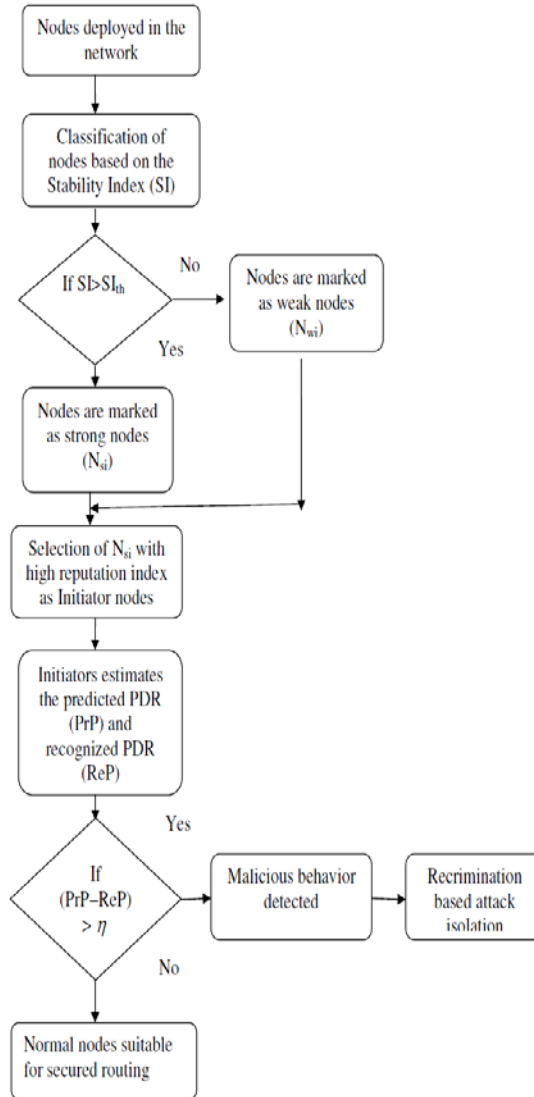 Nodes deployed in the
network
Classification of
nodes based on the
Stability Index (SI)
If SI>SIth
No
Nodes are marked
as weak nodes
(Nwi)
Yes
Nodes are marked
as strong nodes
(Nsi)
Selection of Nsi with
high reputation index
as Initiator nodes
Initiators estimates
the predicted PDR
(PrP) and
recognized PDR
(ReP)
Yes
If
(PrP–ReP)
> η
Malicious behavior
detected
Recrimination
based attack
isolation
No
Normal nodes suitable
for secured routing